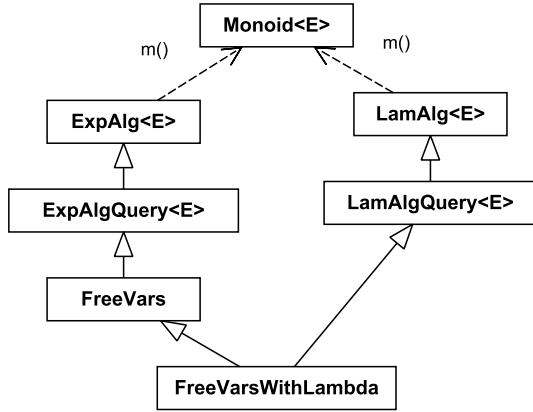 Monoid<E>
m()
m()
ExpAlg<E>
LamAlg<E>
ExpAlgQuery<E>
LamAlgQuery<E>
FreeVars
FreeVarsWithLambda